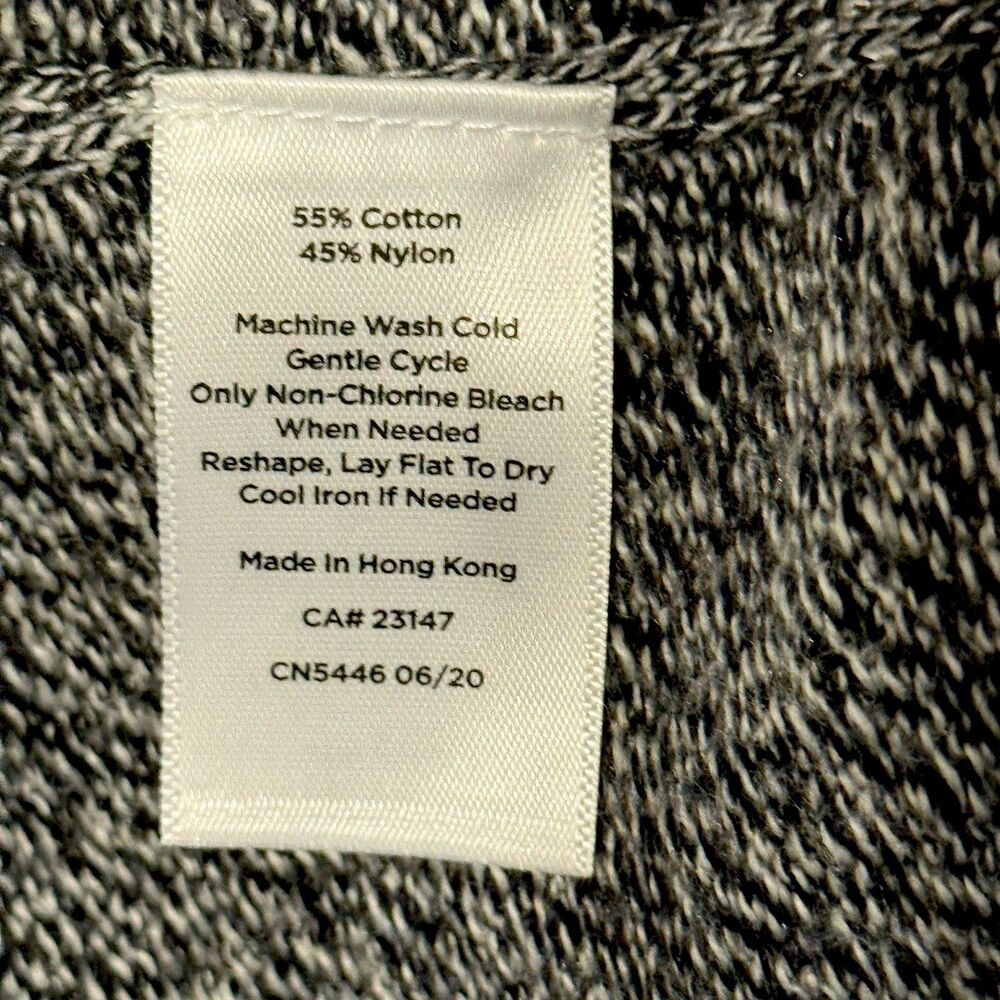 55% Cotton
45% Nylon
Machine Wash Cold
Gentle Cycle
Only Non-Chlorine Bleach
When Needed
Reshape, Lay Flat To Dry
Cool Iron If Needed
Made In Hong Kong
CA# 23147
CN5446 06/20